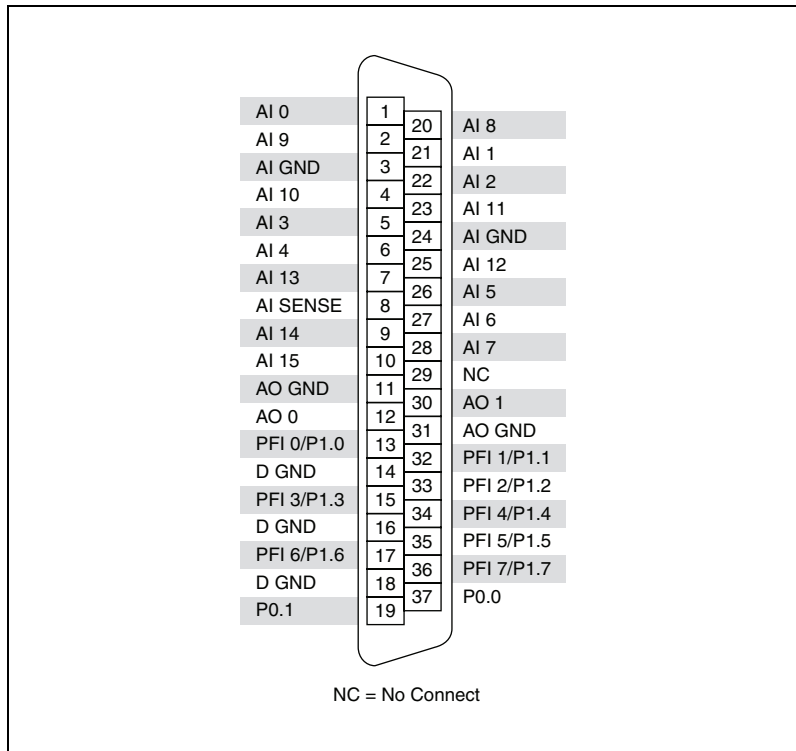 AI 0
AI 9
AI GND
AI 10
AI 3
AI 4
AI 13
AI SENSE
AI 14
AI 15
AO GND
AO 0
PFI 0/P1.0
D GND
PFI 3/P1.3
D GND
PFI 6/P1.6
D GND
P0.1
1
2
3
4
5
6
7
8
9
10
11
12
13
14
15
16
17
18
19
20
21
22
23
24
25
26
27
28
29
30
31
32
33
34
35
36
37
AI 8
AI 1
AI 2
AI 11
AI GND
AI 12
AI 5
AI 6
AI 7
NC
AO 1
AO GND
PFI 1/P1.1
PFI 2/P1.2
PFI 4/P1.4
PFI 5/P1.5
PFI 7/P1.7
P0.0
NC = No Connect